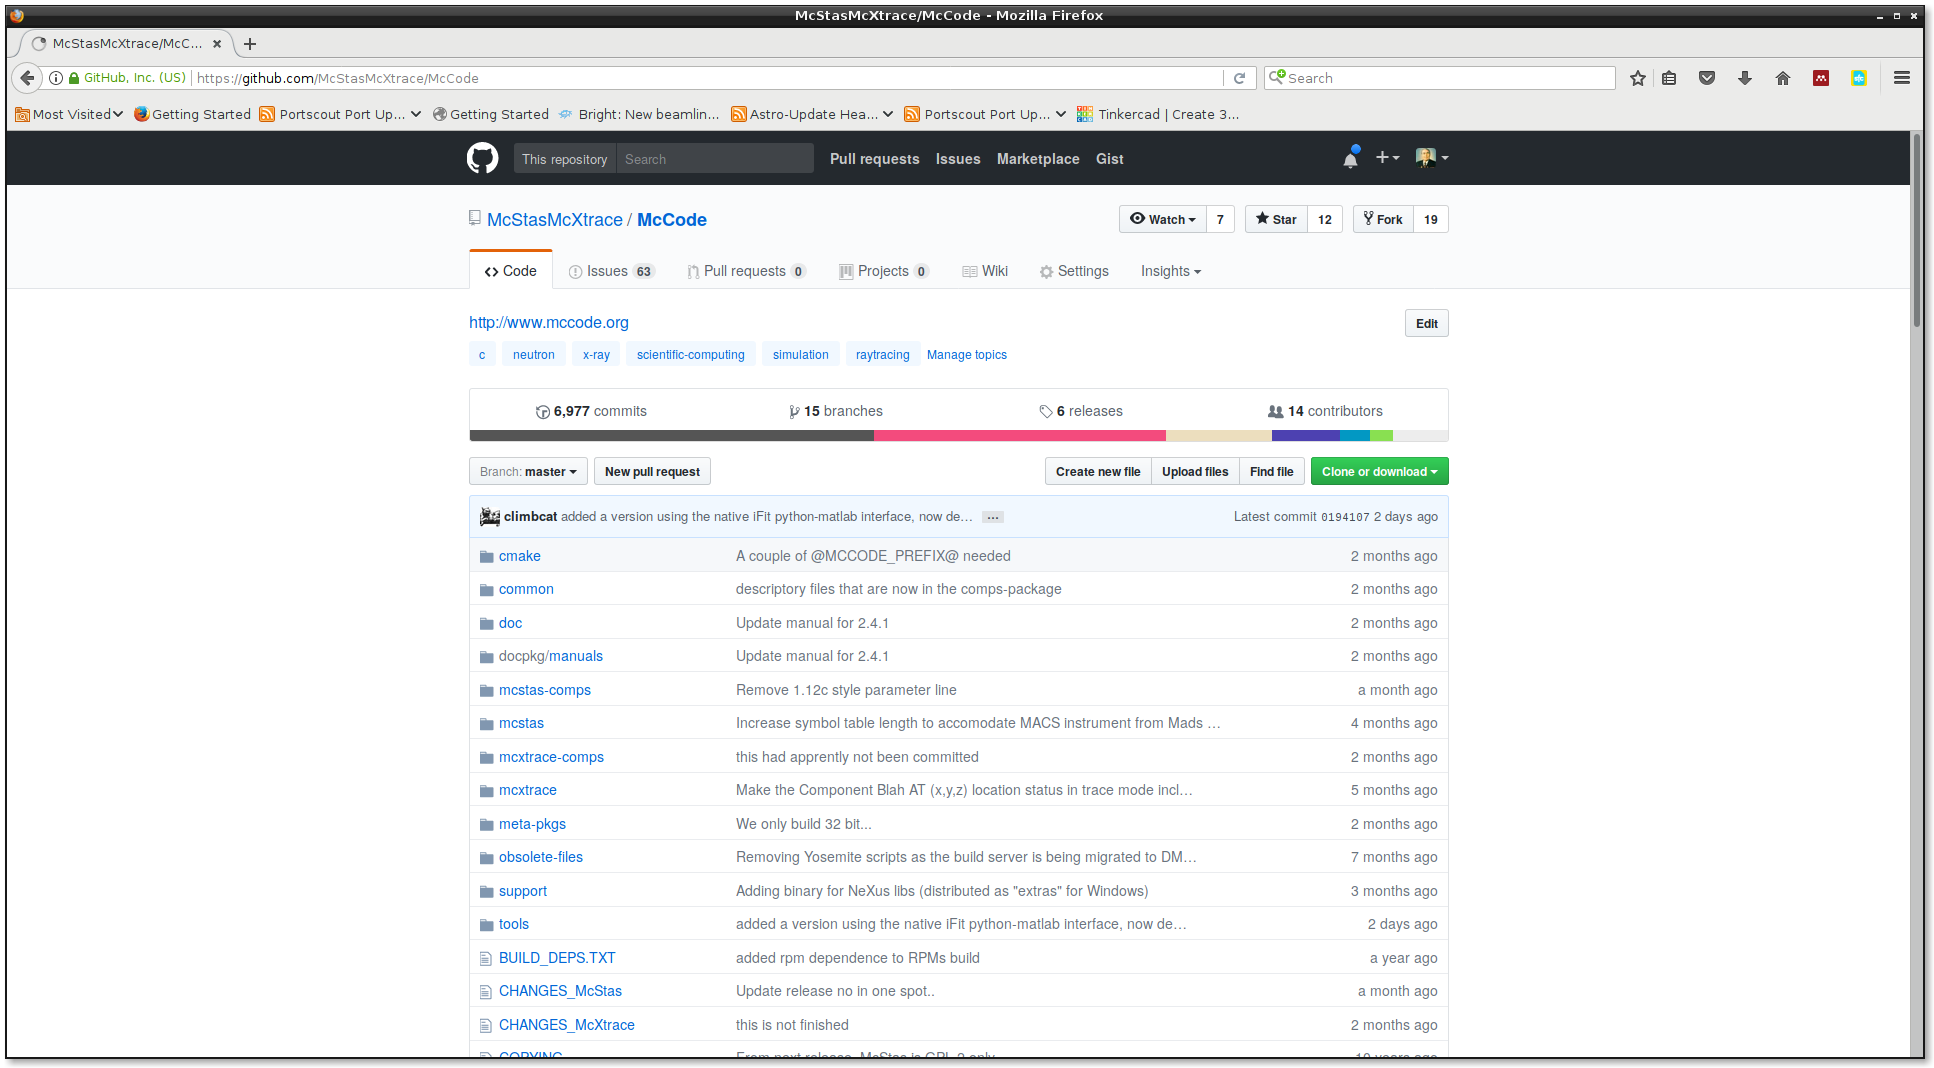 McStasMcXtrace/McCode - Mozilla Firefox
McStasMcXtrace/McC...
GitHub, Inc. (US) https://github.com/McStasMcXtrace/McCode Search
Most Visited Getting Started Portscout Port Up... Getting Started Bright: New beamlin... Astro-Update Hea... Portscout Port Up... Tinkercad | Create 3...
This repository Search Pull requests Issues Marketplace Gist
McStasMcXtrace / McCode Watch 7 Star 12 Fork 19
Code Issues 63 Pull requests 0 Projects 0 Wiki Settings Insights
http://www.mccode.org Edit
c neutron x-ray scientific-computing simulation raytracing Manage topics
6,977 commits 15 branches 6 releases 14 contributors
Branch: master New pull request Create new file Upload files Find file Clone or download
climbcat added a version using the native iFit python-matlab interface, now de… ... Latest commit 0194107 2 days ago
cmake A couple of @MCCODE_PREFIX@ needed 2 months ago
common descriptory files that are now in the comps-package 2 months ago
doc Update manual for 2.4.1 2 months ago
docpkg/manuals Update manual for 2.4.1 2 months ago
mcstas-comps Remove 1.12c style parameter line a month ago
mcstas Increase symbol table length to accomodate MACS instrument from Mads … 4 months ago
mcxtrace-comps this had apprently not been committed 2 months ago
mcxtrace Make the Component Blah AT (x,y,z) location status in trace mode incl… 5 months ago
meta-pkgs We only build 32 bit... 2 months ago
obsolete-files Removing Yosemite scripts as the build server is being migrated to DM… 7 months ago
support Adding binary for NeXus libs (distributed as "extras" for Windows) 3 months ago
tools added a version using the native iFit python-matlab interface, now de… 2 days ago
BUILD_DEPS.TXT added rpm dependence to RPMs build a year ago
CHANGES_McStas Update release no in one spot.. a month ago
CHANGES_McXtrace this is not finished 2 months ago
COPYING From next release, McStas is GPL 2 only 10 years ago